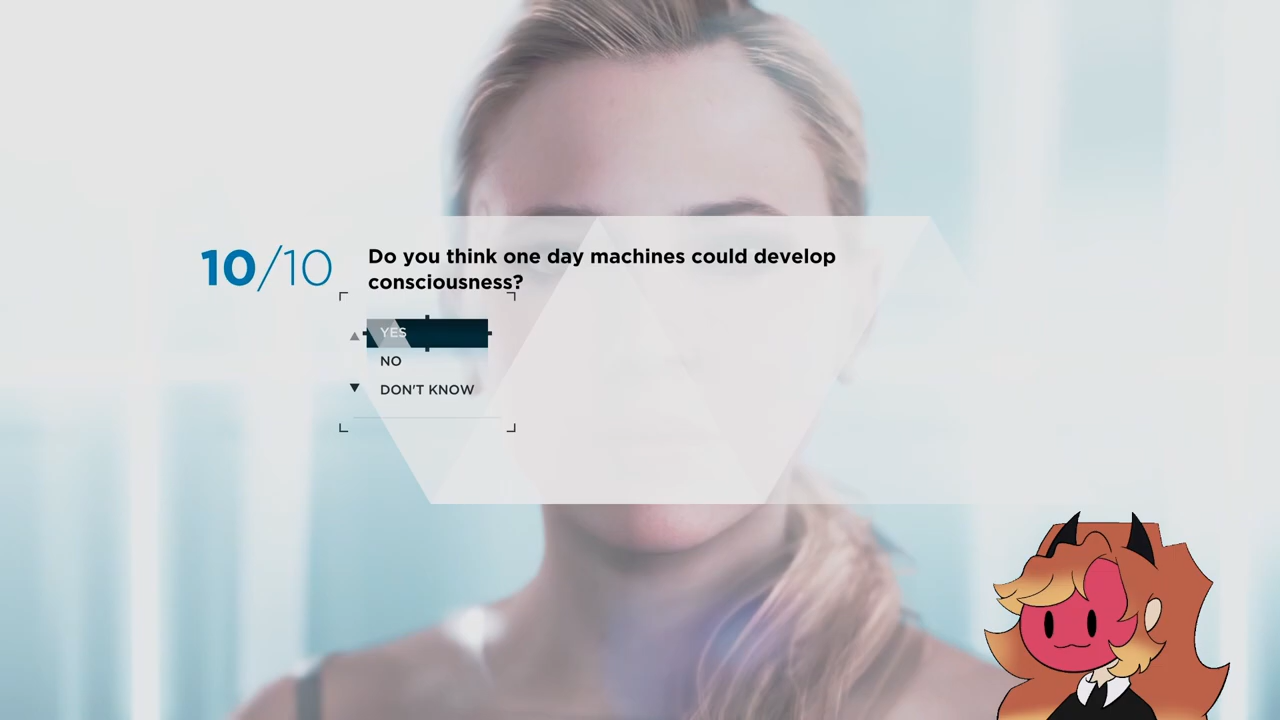 10/10
Do you think one day machines could develop
consciousness?
YES
NO
DON'T KNOW